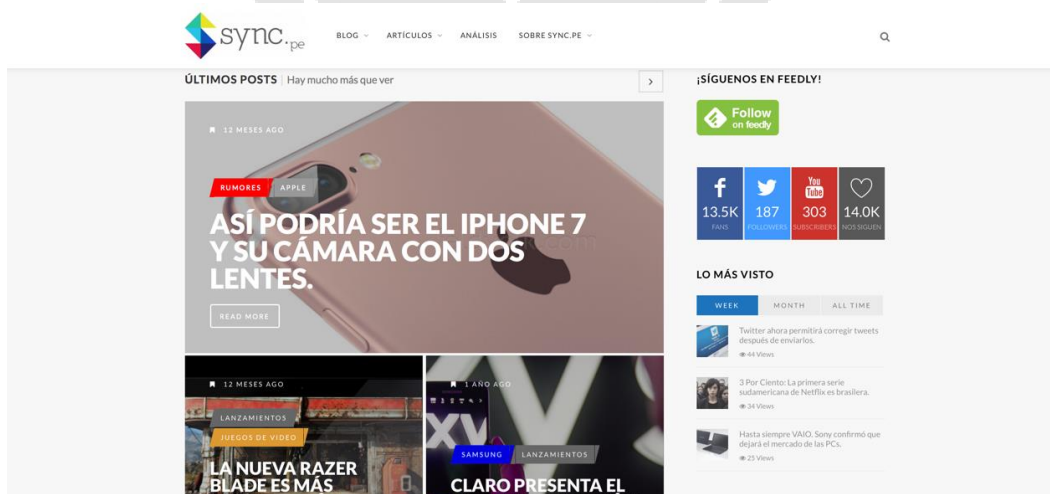 sync.pe
BLOG ARTÍCULOS ANÁLISIS SOBRE SYNC.PE
ÚLTIMOS POSTS | Hay mucho más que ver
12 MESES AGO
RUMORES APPLE
ASÍ PODRÍA SER EL IPHONE 7
Y SU CÁMARA CON DOS
LENTES.
READ MORE
12 MESES AGO
LANZAMIENTOS
JUEGOS DE VIDEO
LA NUEVA RAZER
BLADE ES MÁS
1 AÑO AGO
SAMSUNG LANZAMIENTOS
CLARO PRESENTA EL
¡SÍGUENOS EN FEEDLY!
Follow
on feedly
You
Tube
13.5K 187 303 14.0K
FANS FOLLOWERS SUBSCRIBERS NOS SIGUEN
LO MÁS VISTO
WEEK MONTH ALL TIME
Twitter ahora permitirá corregir tweets
después de enviarlos.
44 Views
3 Por Ciento: La primera serie
sudamericana de Netflix es brasilera.
34 Views
Hasta siempre VAIO, Sony confirmó que
dejará el mercado de las PCs.
25 Views